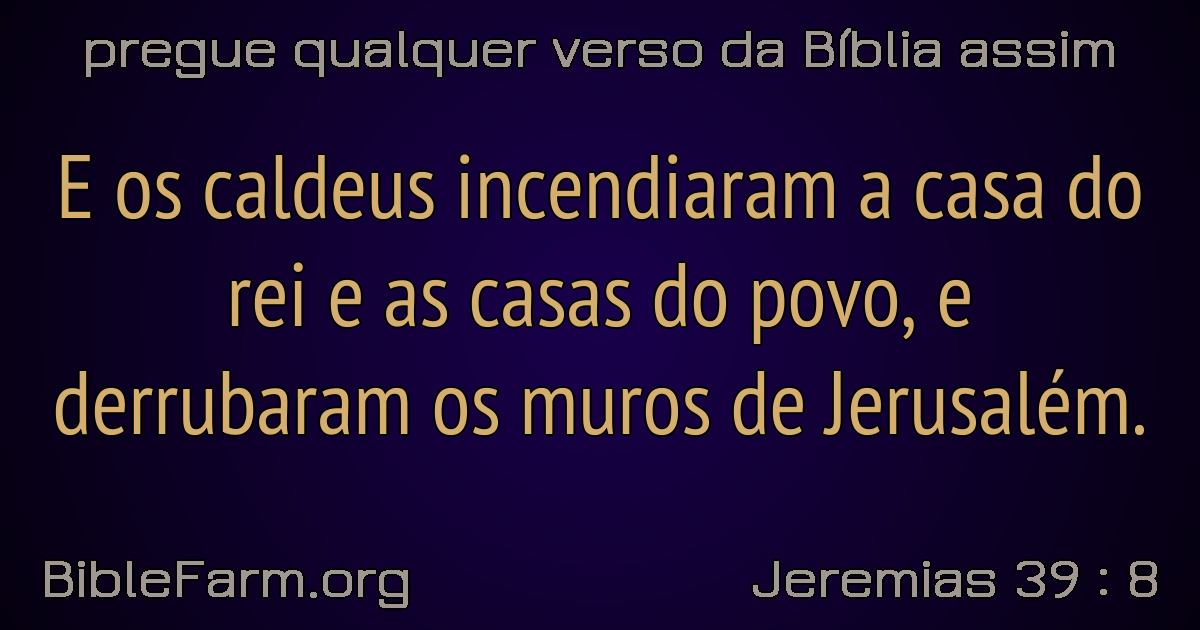 pregue qualquer verso da Bíblia assim
E os caldeus incendiaram a casa do
rei e as casas do povo, e
derrubaram os muros de Jerusalém.
BibleFarm.org
Jeremias 39 : 8